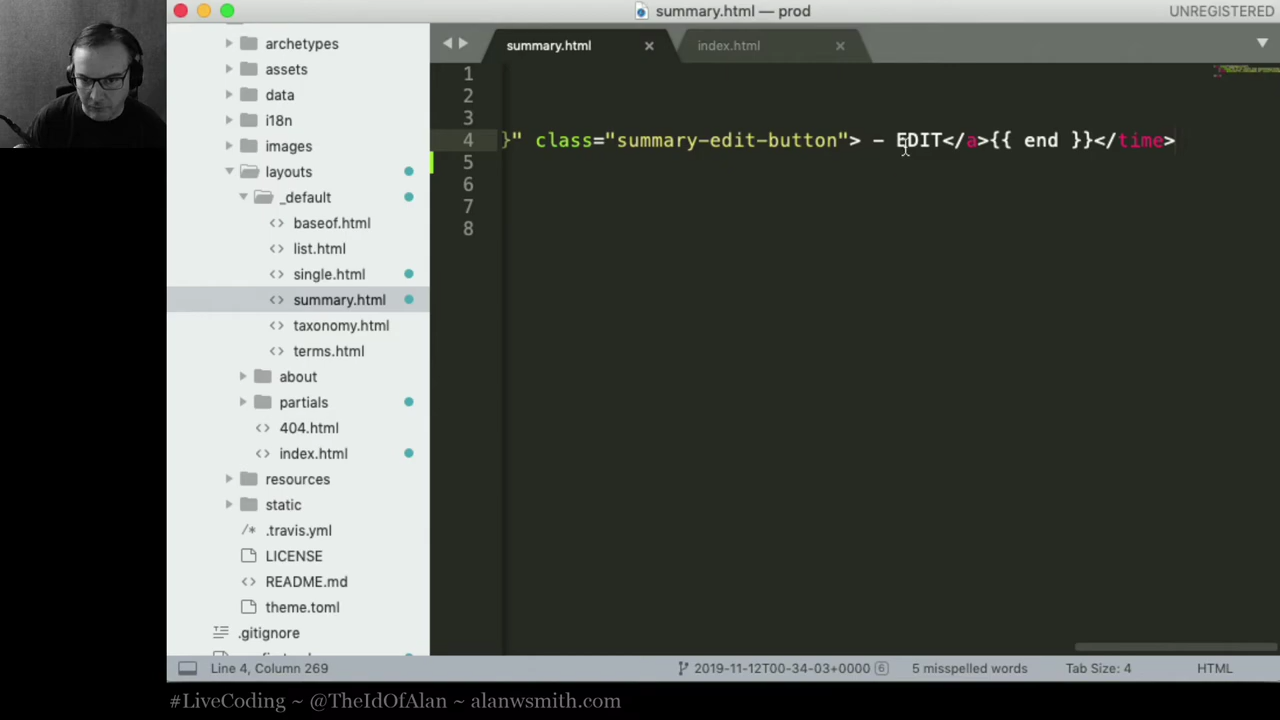 summary.html — prod
UNREGISTERED
archetypes
assets
data
i18n
images
layouts
_default
baseof.html
list.html
single.html
summary.html
taxonomy.html
terms.html
about
partials
404.html
index.html
resources
static
.travis.yml
LICENSE
README.md
theme.toml
.gitignore
summary.html
index.html
1
2
3
4 }" class="summary-edit-button"> - EDIT</a>{{ end }}</time>
5
6
7
8
Line 4, Column 269
2019-11-12T00-34-03+0000 6
5 misspelled words
Tab Size: 4
HTML
#LiveCoding ~ @TheIdOfAlan ~ alanwsmith.com